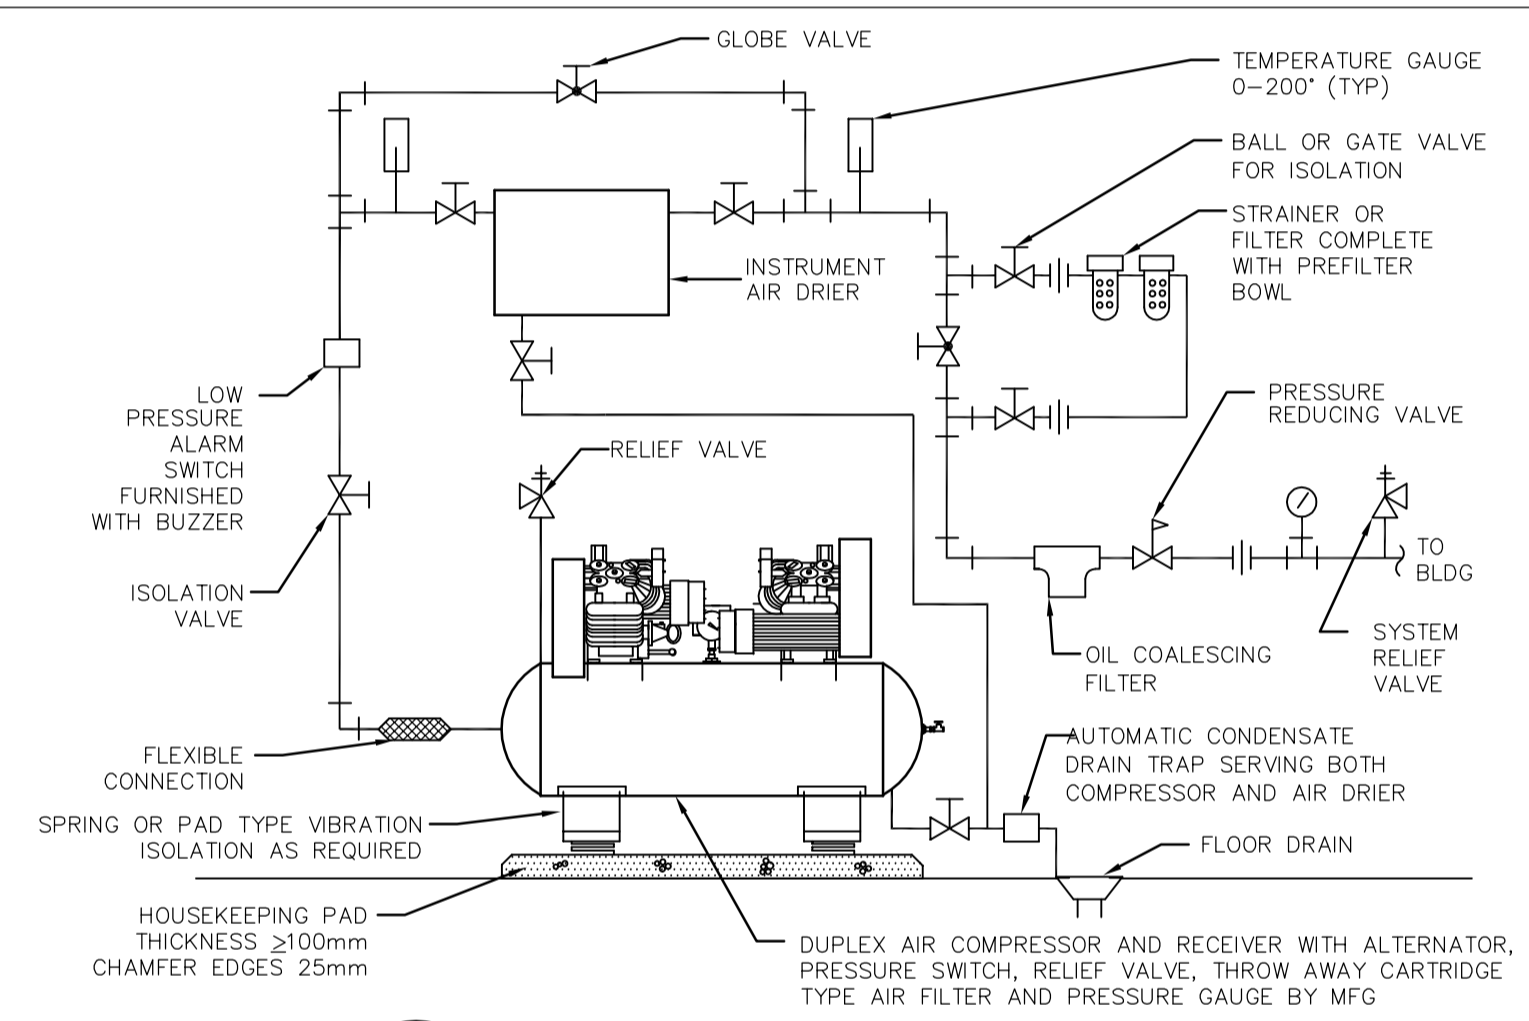 GLOBE VALVE
TEMPERATURE GAUGE
0-200° (TYP)
BALL OR GATE VALVE
FOR ISOLATION
STRAINER OR
FILTER COMPLETE
WITH PREFILTER
BOWL
INSTRUMENT
AIR DRIER
LOW
PRESSURE
ALARM
SWITCH
FURNISHED
WITH BUZZER
PRESSURE
REDUCING VALVE
RELIEF VALVE
ISOLATION
VALVE
TO
BLDG
SYSTEM
RELIEF
VALVE
OIL COALESCING
FILTER
FLEXIBLE
CONNECTION
AUTOMATIC CONDENSATE
DRAIN TRAP SERVING BOTH
COMPRESSOR AND AIR DRIER
SPRING OR PAD TYPE VIBRATION
ISOLATION AS REQUIRED
FLOOR DRAIN
HOUSEKEEPING PAD
THICKNESS ≥100mm
CHAMFER EDGES 25mm
DUPLEX AIR COMPRESSOR AND RECEIVER WITH ALTERNATOR,
PRESSURE SWITCH, RELIEF VALVE, THROW AWAY CARTRIDGE
TYPE AIR FILTER AND PRESSURE GAUGE BY MFG